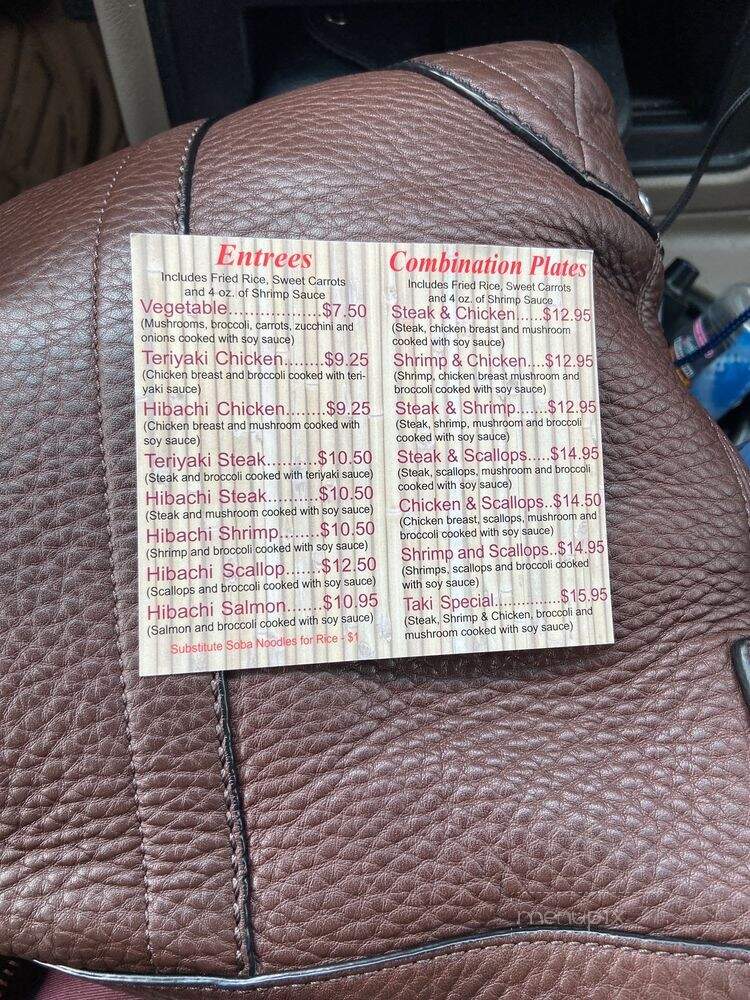 Entrees
Includes Fried Rice, Sweet Carrots
and 4 oz. of Shrimp Sauce
Vegetable..................$7.50
(Mushrooms, broccoli, carrots, zucchini and
onions cooked with soy sauce)
Teriyaki Chicken........$9.25
(Chicken breast and broccoli cooked with teri-
yaki sauce)
Hibachi Chicken........$9.25
(Chicken breast and mushroom cooked with
soy sauce)
Teriyaki Steak..........$10.50
(Steak and broccoli cooked with teriyaki sauce)
Hibachi Steak..........$10.50
(Steak and mushroom cooked with soy sauce)
Hibachi Shrimp........$10.50
(Shrimp and broccoli cooked with soy sauce)
Hibachi Scallop.......$12.50
(Scallops and broccoli cooked with soy sauce)
Hibachi Salmon.......$10.95
(Salmon and broccoli cooked with soy sauce)
Substitute Soba Noodles for Rice - $1
Combination Plates
Includes Fried Rice, Sweet Carrots
and 4 oz. of Shrimp Sauce
Steak & Chicken......$12.95
(Steak, chicken breast and mushroom
cooked with soy sauce)
Shrimp & Chicken....$12.95
(Shrimp, chicken breast mushroom and
broccoli cooked with soy sauce)
Steak & Shrimp.......$12.95
(Steak, shrimp, mushroom and broccoli
cooked with soy sauce)
Steak & Scallops.....$14.95
(Steak, scallops, mushroom and broccoli
cooked with soy sauce)
Chicken & Scallops..$14.50
(Chicken breast, scallops, mushroom and
broccoli cooked with soy sauce)
Shrimp and Scallops..$14.95
(Shrimps, scallops and broccoli cooked
with soy sauce)
Taki Special...............$15.95
(Steak, Shrimp & Chicken, broccoli and
mushroom cooked with soy sauce)
menupix